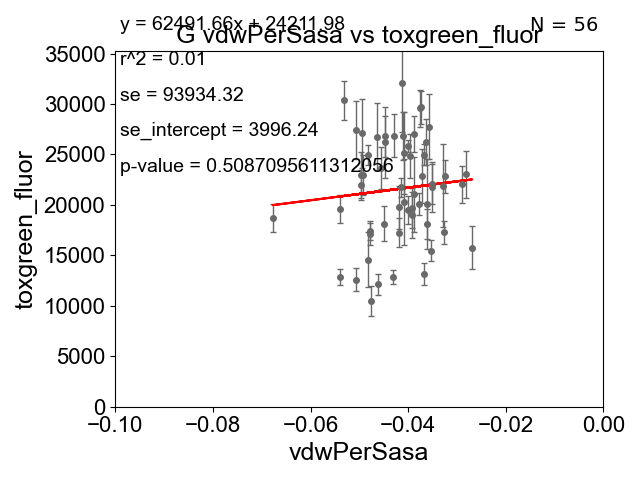 y = 62491.66x + 24211.98
N = 56
G vdwPerSasa vs toxgreen_fluor
r^2 = 0.01
se = 93934.32
se_intercept = 3996.24
p-value = 0.5087095611312056
toxgreen_fluor
35000
30000
25000
20000
15000
10000
5000
0
−0.10 −0.08 −0.06 −0.04 −0.02 0.00
vdwPerSasa